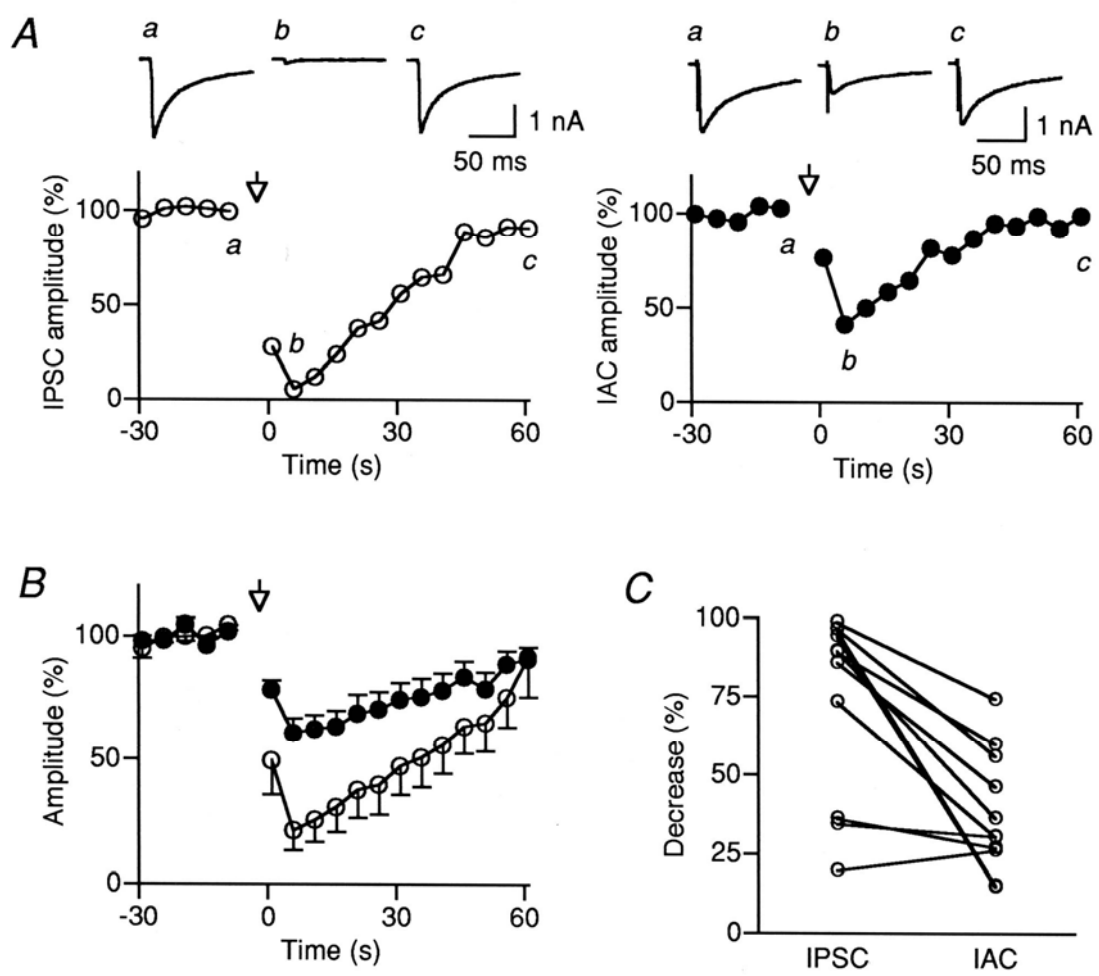 A
a b c
1 nA
50 ms
IPSC amplitude (%)
100
50
0
a
b
c
-30 0 30 60
Time (s)
a b c
1 nA
50 ms
IAC amplitude (%)
100
50
0
a
b
c
-30 0 30 60
Time (s)
B
Amplitude (%)
100
50
0
-30 0 30 60
Time (s)
C
Decrease (%)
100
75
50
25
0
IPSC IAC